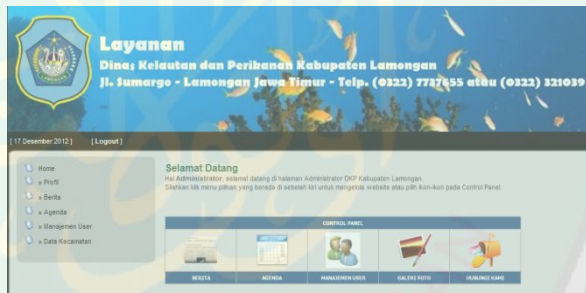 Layanan
Dinas Kelautan dan Perikanan Kabupaten Lamongan
Jl. Sumargo - Lamongan Jawa Timur - Telp. (0322) 7737655 atau (0322) 321039
[ 17 Desember 2012 ] [ Logout ]
Home
» Profil
» Berita
» Agenda
» Manajemen User
» Data Kecamatan
Selamat Datang
Hai Administrator, selamat datang di halaman Administrator DKP Kabupaten Lamongan.
Silahkan klik menu pilihan yang berada di sebelah kiri untuk mengelola website atau pilih ikon-ikon pada Control Panel.
CONTROL PANEL
BERITA AGENDA MANAJEMEN USER GALERI FOTO HUBUNGI KAMI